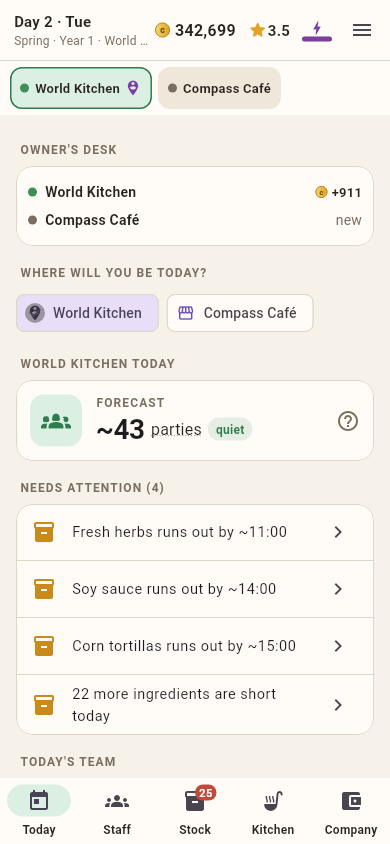 Day 2 · Tue
Spring · Year 1 · World ...
342,699
3.5
World Kitchen
Compass Café
OWNER'S DESK
World Kitchen
+911
Compass Café
new
WHERE WILL YOU BE TODAY?
World Kitchen
Compass Café
WORLD KITCHEN TODAY
FORECAST
~43 parties quiet
NEEDS ATTENTION (4)
Fresh herbs runs out by ~11:00
Soy sauce runs out by ~14:00
Corn tortillas runs out by ~15:00
22 more ingredients are short
today
TODAY'S TEAM
25
Today
Staff
Stock
Kitchen
Company